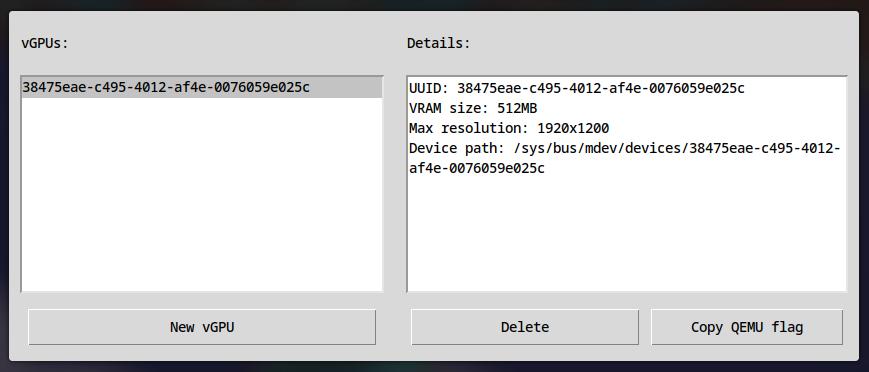 vGPUs:
Details:
38475eae-c495-4012-af4e-0076059e025c
UUID: 38475eae-c495-4012-af4e-0076059e025c
VRAM size: 512MB
Max resolution: 1920x1200
Device path: /sys/bus/mdev/devices/38475eae-c495-4012-
af4e-0076059e025c
New vGPU
Delete
Copy QEMU flag